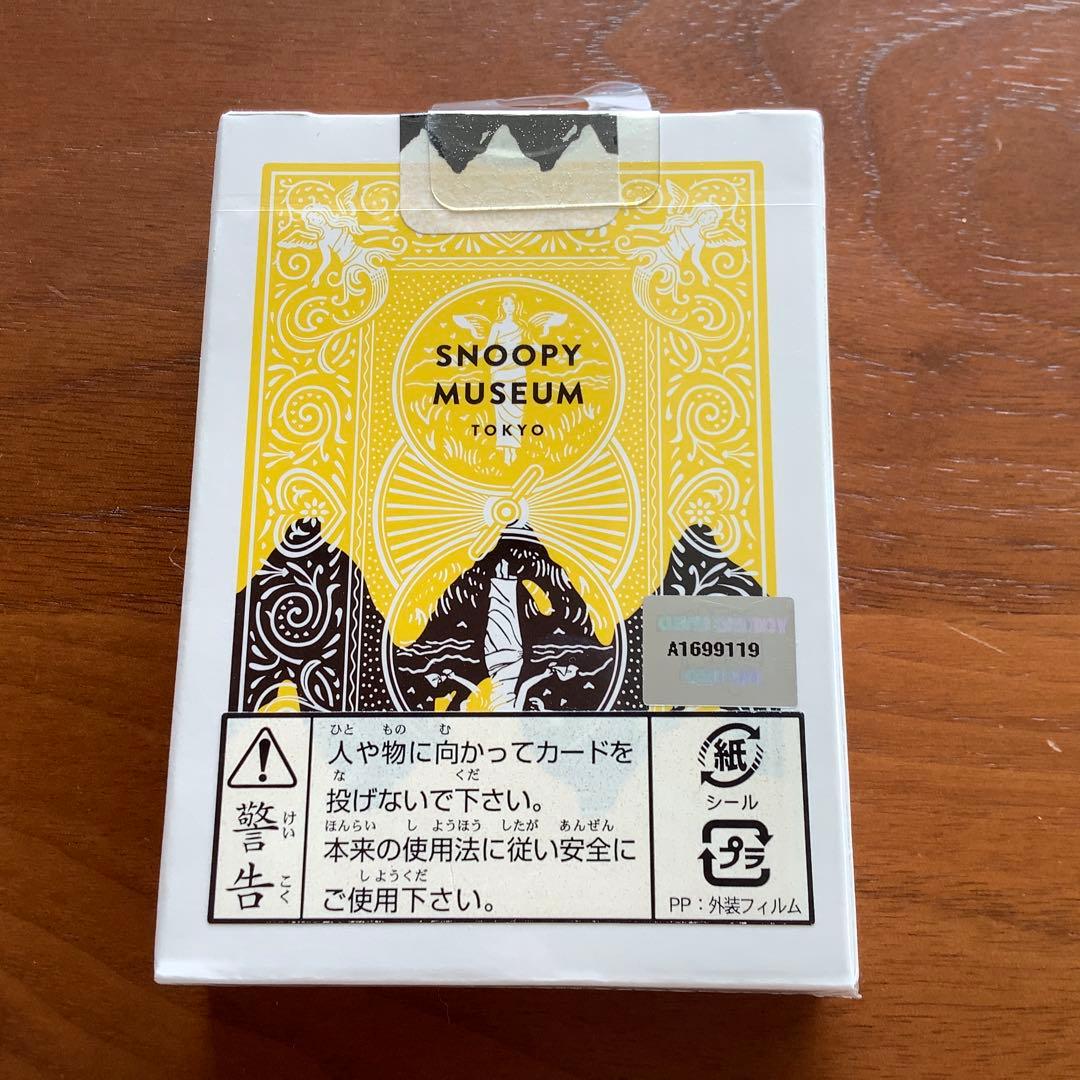 SNOOPY
MUSEUM
TOKYO
A1699119
警告
けいこく
ひと もの む
人や物に向かってカードを
な くだ
投げないで下さい。
ほんらい しようほう したが あんぜん
本来の使用法に従い安全に
しようくだ
ご使用下さい。
紙
シール
プラ
PP：外装フィルム